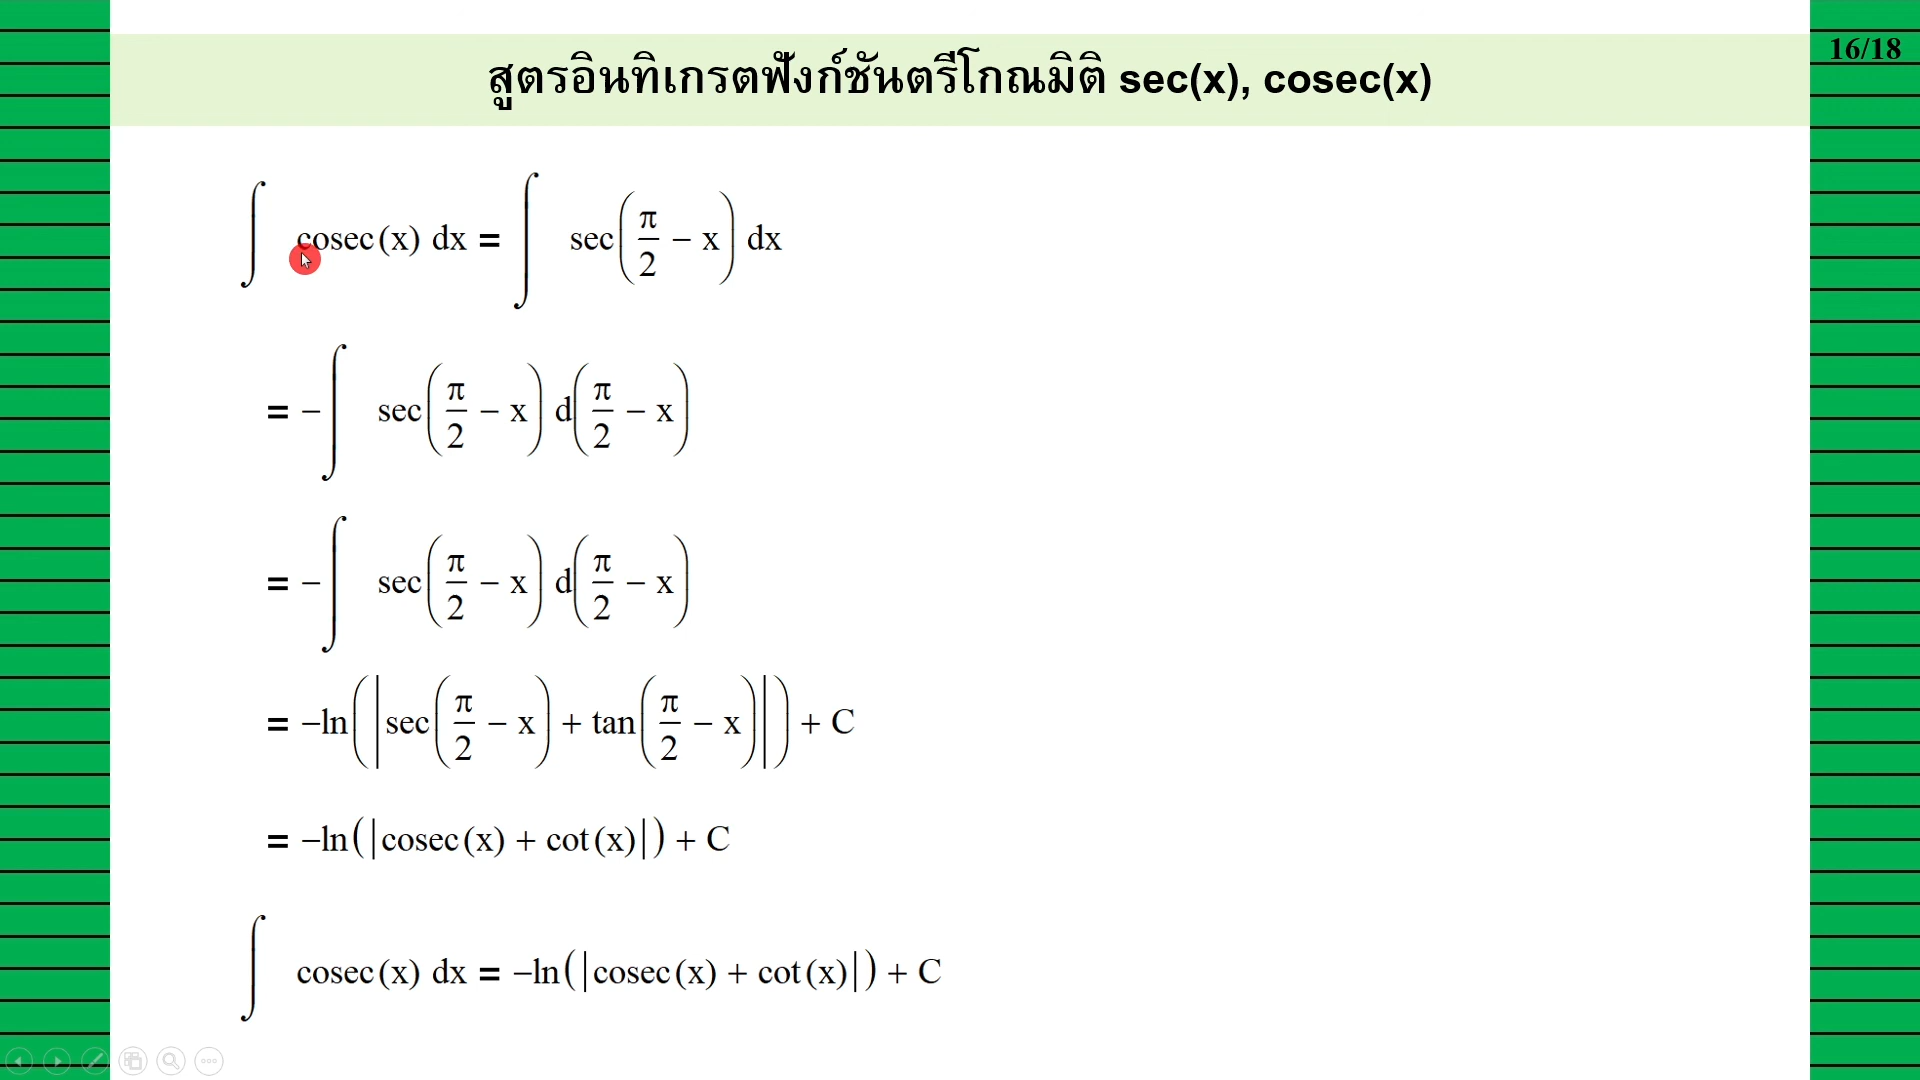 สูตรอินทิเกรตฟังก์ชันตรีโกณมิติ sec(x), cosec(x)
16/18
∫ cosec(x) dx = ∫ sec(π/2 − x) dx
= −∫ sec(π/2 − x) d(π/2 − x)
= −∫ sec(π/2 − x) d(π/2 − x)
= −ln(|sec(π/2 − x) + tan(π/2 − x)|) + C
= −ln(|cosec(x) + cot(x)|) + C
∫ cosec(x) dx = −ln(|cosec(x) + cot(x)|) + C